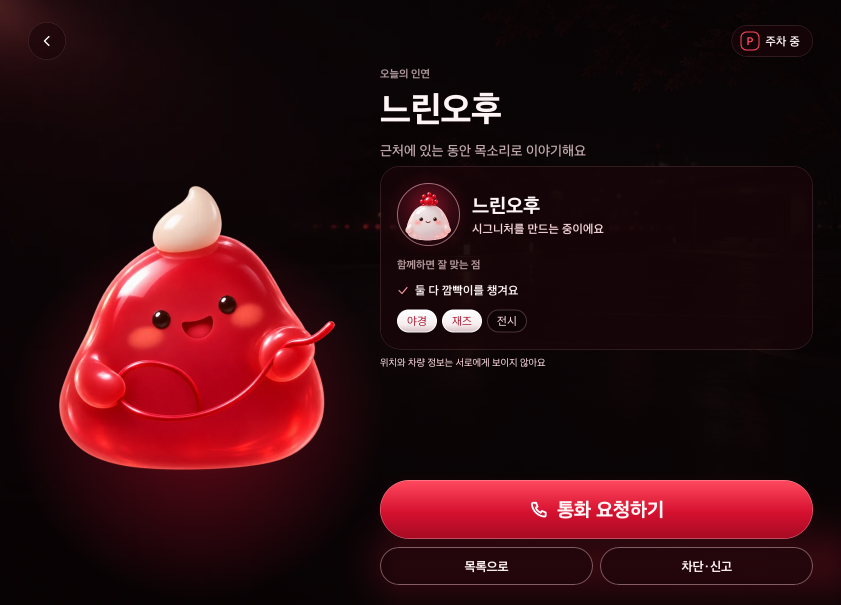 P 주차 중
오늘의 인연
느린오후
근처에 있는 동안 목소리로 이야기해요
느린오후
시그니처를 만드는 중이에요
함께하면 잘 맞는 점
둘 다 깜빡이를 챙겨요
야경 재즈 전시
위치와 차량 정보는 서로에게 보이지 않아요
통화 요청하기
목록으로 차단·신고